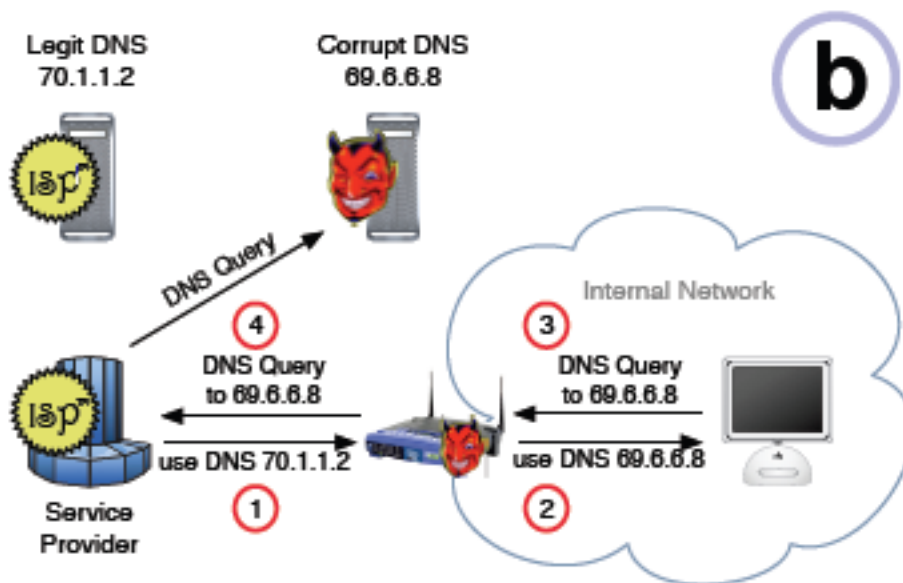 Legit DNS
70.1.1.2
Corrupt DNS
69.6.6.8
b
ISP
DNS Query
Internal Network
4
3
DNS Query
to 69.6.6.8
DNS Query
to 69.6.6.8
ISP
use DNS 70.1.1.2
use DNS 69.6.6.8
1
2
Service
Provider